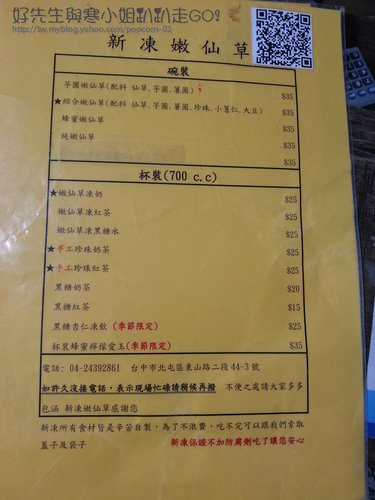 好先生與寒小姐趴趴走GO!
http://tw.myblog.yahoo.com/popcorn-01
新凍嫩仙草
碗裝
芋圓嫩仙草(配料 仙草.芋圓.薯圓) $35
★綜合嫩仙草(配料 仙草.芋圓.薯圓.珍珠.小薏仁.大豆) $35
蜂蜜嫩仙草 $35
純嫩仙草 $35
$35
杯裝(700 c.c)
★嫩仙草凍奶 $25
嫩仙草凍紅茶 $20
嫩仙草凍黑糖水 $20
★手工珍珠奶茶 $25
★手工珍珠紅茶 $20
黑糖奶茶 $20
黑糖紅茶 $15
黑糖杏仁凍飲 (季節限定) $25
杯裝蜂蜜檸檬愛玉(季節限定) $35
電話: 04-24392861 台中市北屯區東山路二段 44-3 號
如許久沒接電話，表示現場忙碌請稍候再撥 不便之處請大家多多
包涵 新凍嫩仙草感謝您
新凍所有食材皆是辛苦自製，為了不浪費，吃不完可以跟我們索取
蓋子及袋子 新凍保證不加防腐劑吃了讓您安心